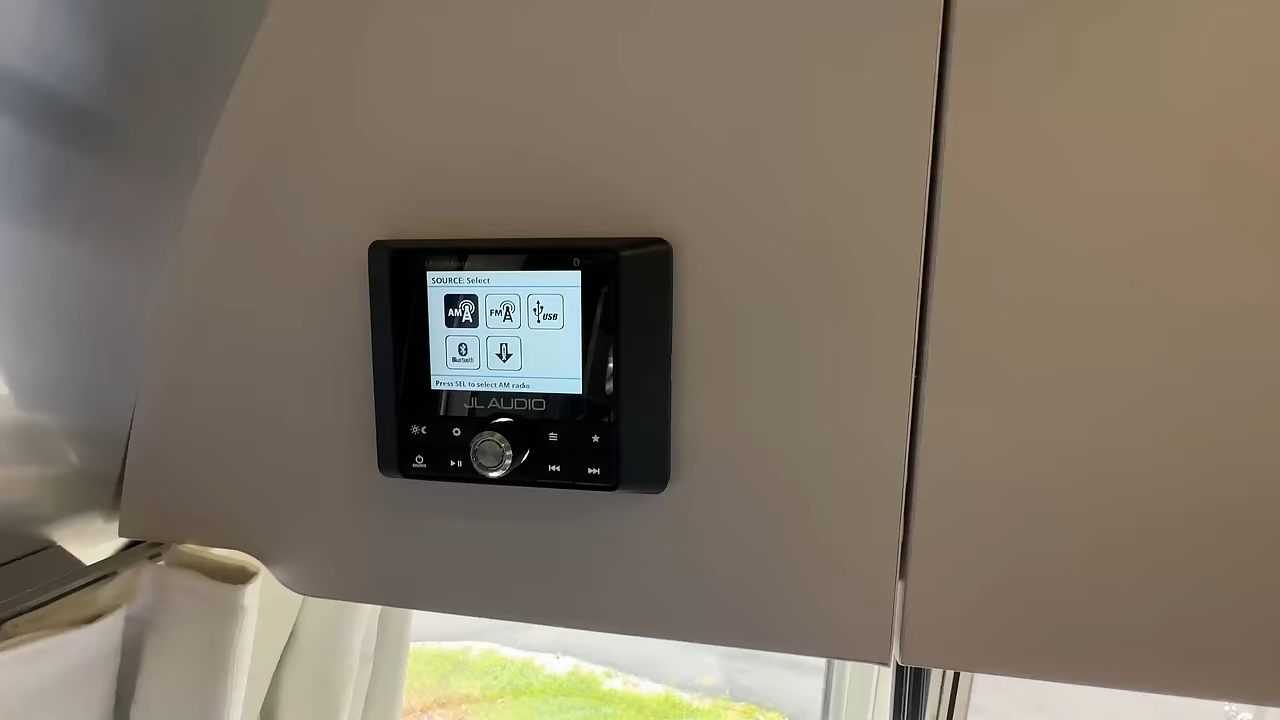 SOURCE: Select
AM FM USB
Bluetooth
Press SEL to select AM radio
JL AUDIO